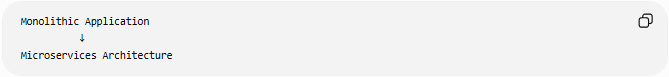 Monolithic Application
↓
Microservices Architecture